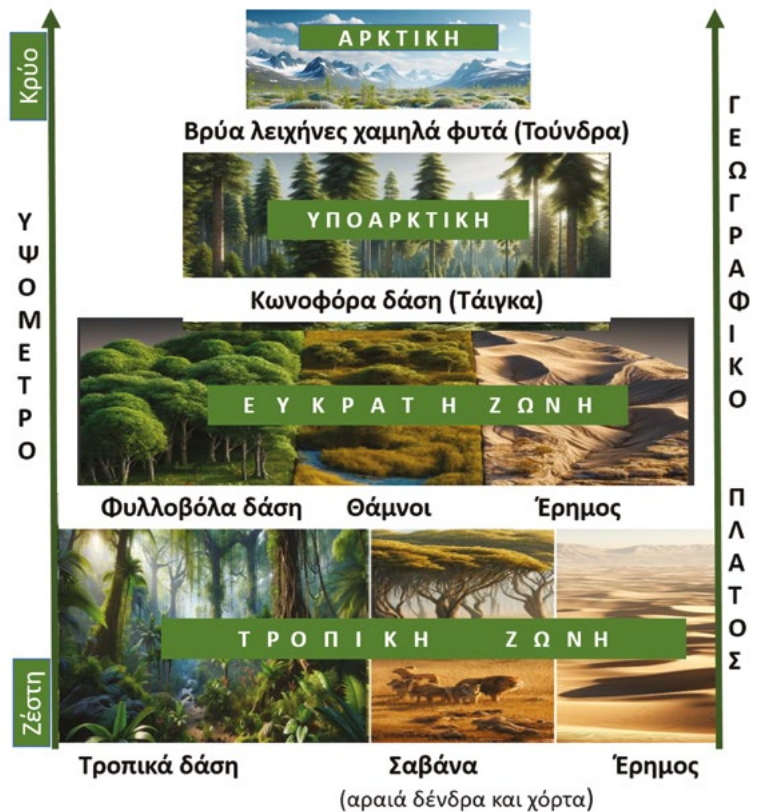 Κρύο
ΑΡΚΤΙΚΗ
Βρύα λειχήνες χαμηλά φυτά (Τούνδρα)
ΥΠΟΑΡΚΤΙΚΗ
Κωνοφόρα δάση (Τάιγκα)
ΥΨΟΜΕΤΡΟ
ΓΕΩΓΡΑΦΙΚΟ ΠΛΑΤΟΣ
ΕΥΚΡΑΤΗ ΖΩΝΗ
Φυλλοβόλα δάση Θάμνοι Έρημος
ΤΡΟΠΙΚΗ ΖΩΝΗ
Ζέστη
Τροπικά δάση Σαβάνα Έρημος
(αραιά δένδρα και χόρτα)